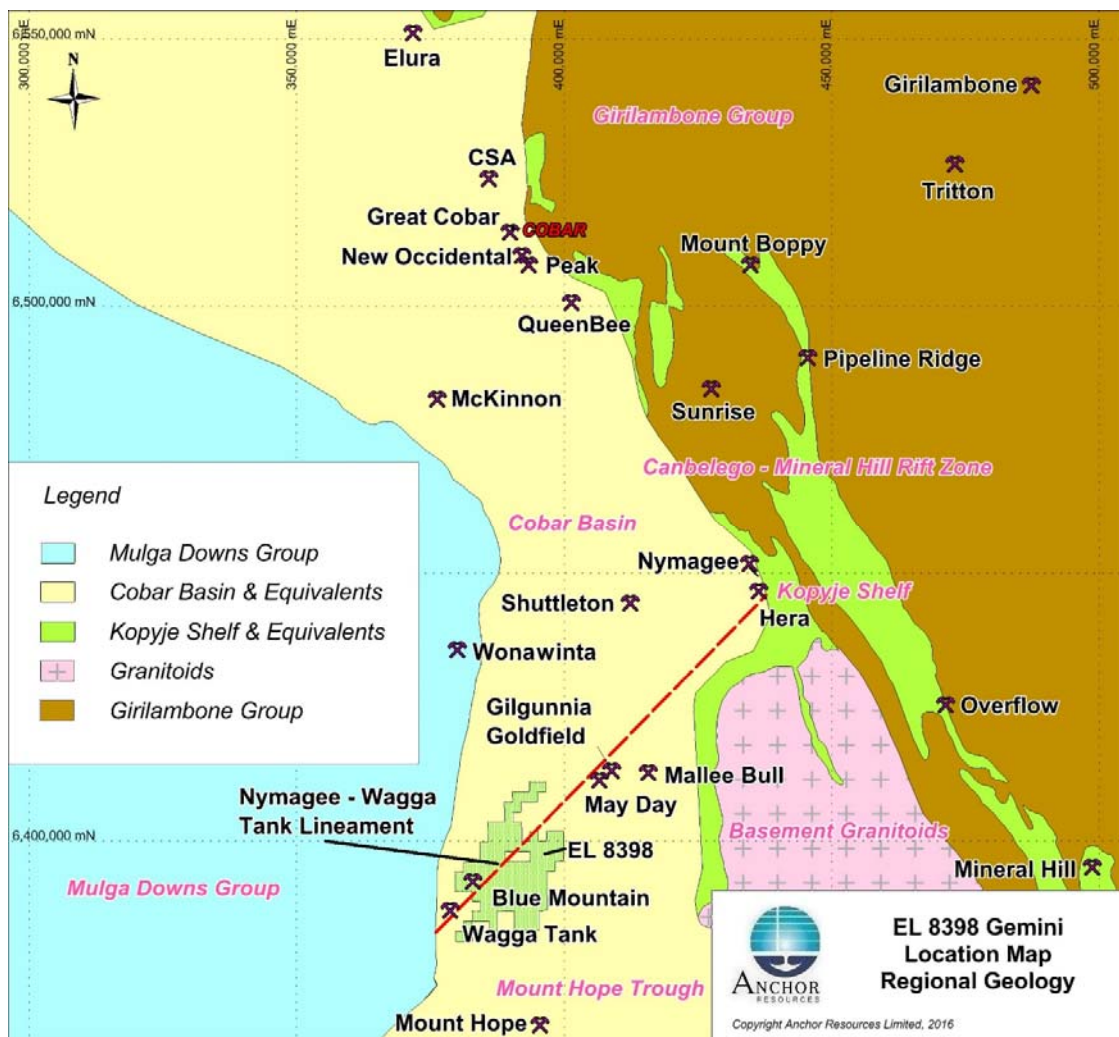 300,000 mE
350,000 mE
400,000 mE
450,000 mE
500,000 mE
6,550,000 mN
N
Elura
Girilambone
Girilambone Group
CSA
Tritton
Great Cobar
COBAR
Mount Boppy
New Occidental
Peak
6,500,000 mN
QueenBee
Pipeline Ridge
McKinnon
Sunrise
Canbelego - Mineral Hill Rift Zone
Legend
Mulga Downs Group
Cobar Basin & Equivalents
Kopyje Shelf & Equivalents
Granitoids
Girilambone Group
Cobar Basin
Nymagee
Kopyje Shelf
Shuttleton
Hera
Wonawinta
Gilgunnia
Goldfield
Overflow
Mallee Bull
May Day
Nymagee - Wagga
Tank Lineament
6,400,000 mN
Basement Granitoids
EL 8398
Mulga Downs Group
Mineral Hill
Blue Mountain
Wagga Tank
Mount Hope Trough
Mount Hope
ANCHOR
RESOURCES
EL 8398 Gemini
Location Map
Regional Geology
Copyright Anchor Resources Limited, 2016